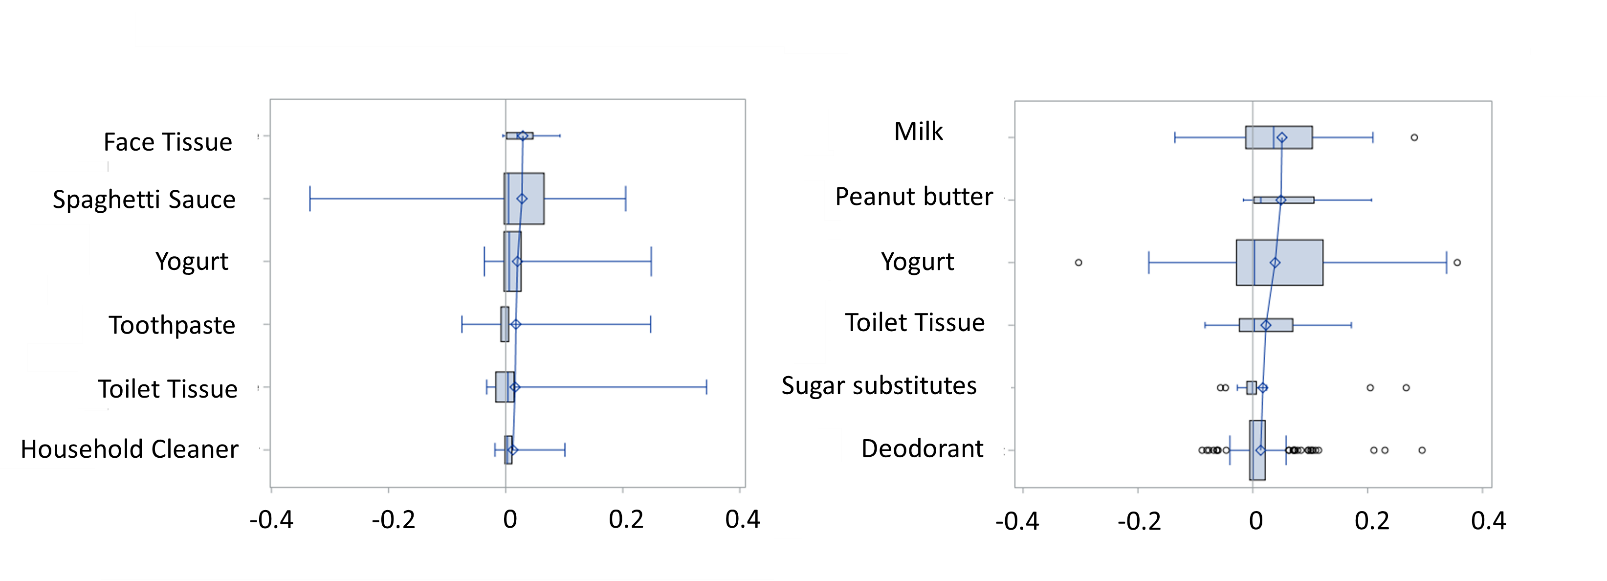 Face Tissue
Spaghetti Sauce
Yogurt
Toothpaste
Toilet Tissue
Household Cleaner
-0.4 -0.2 0 0.2 0.4
Milk
Peanut butter
Yogurt
Toilet Tissue
Sugar substitutes
Deodorant
-0.4 -0.2 0 0.2 0.4